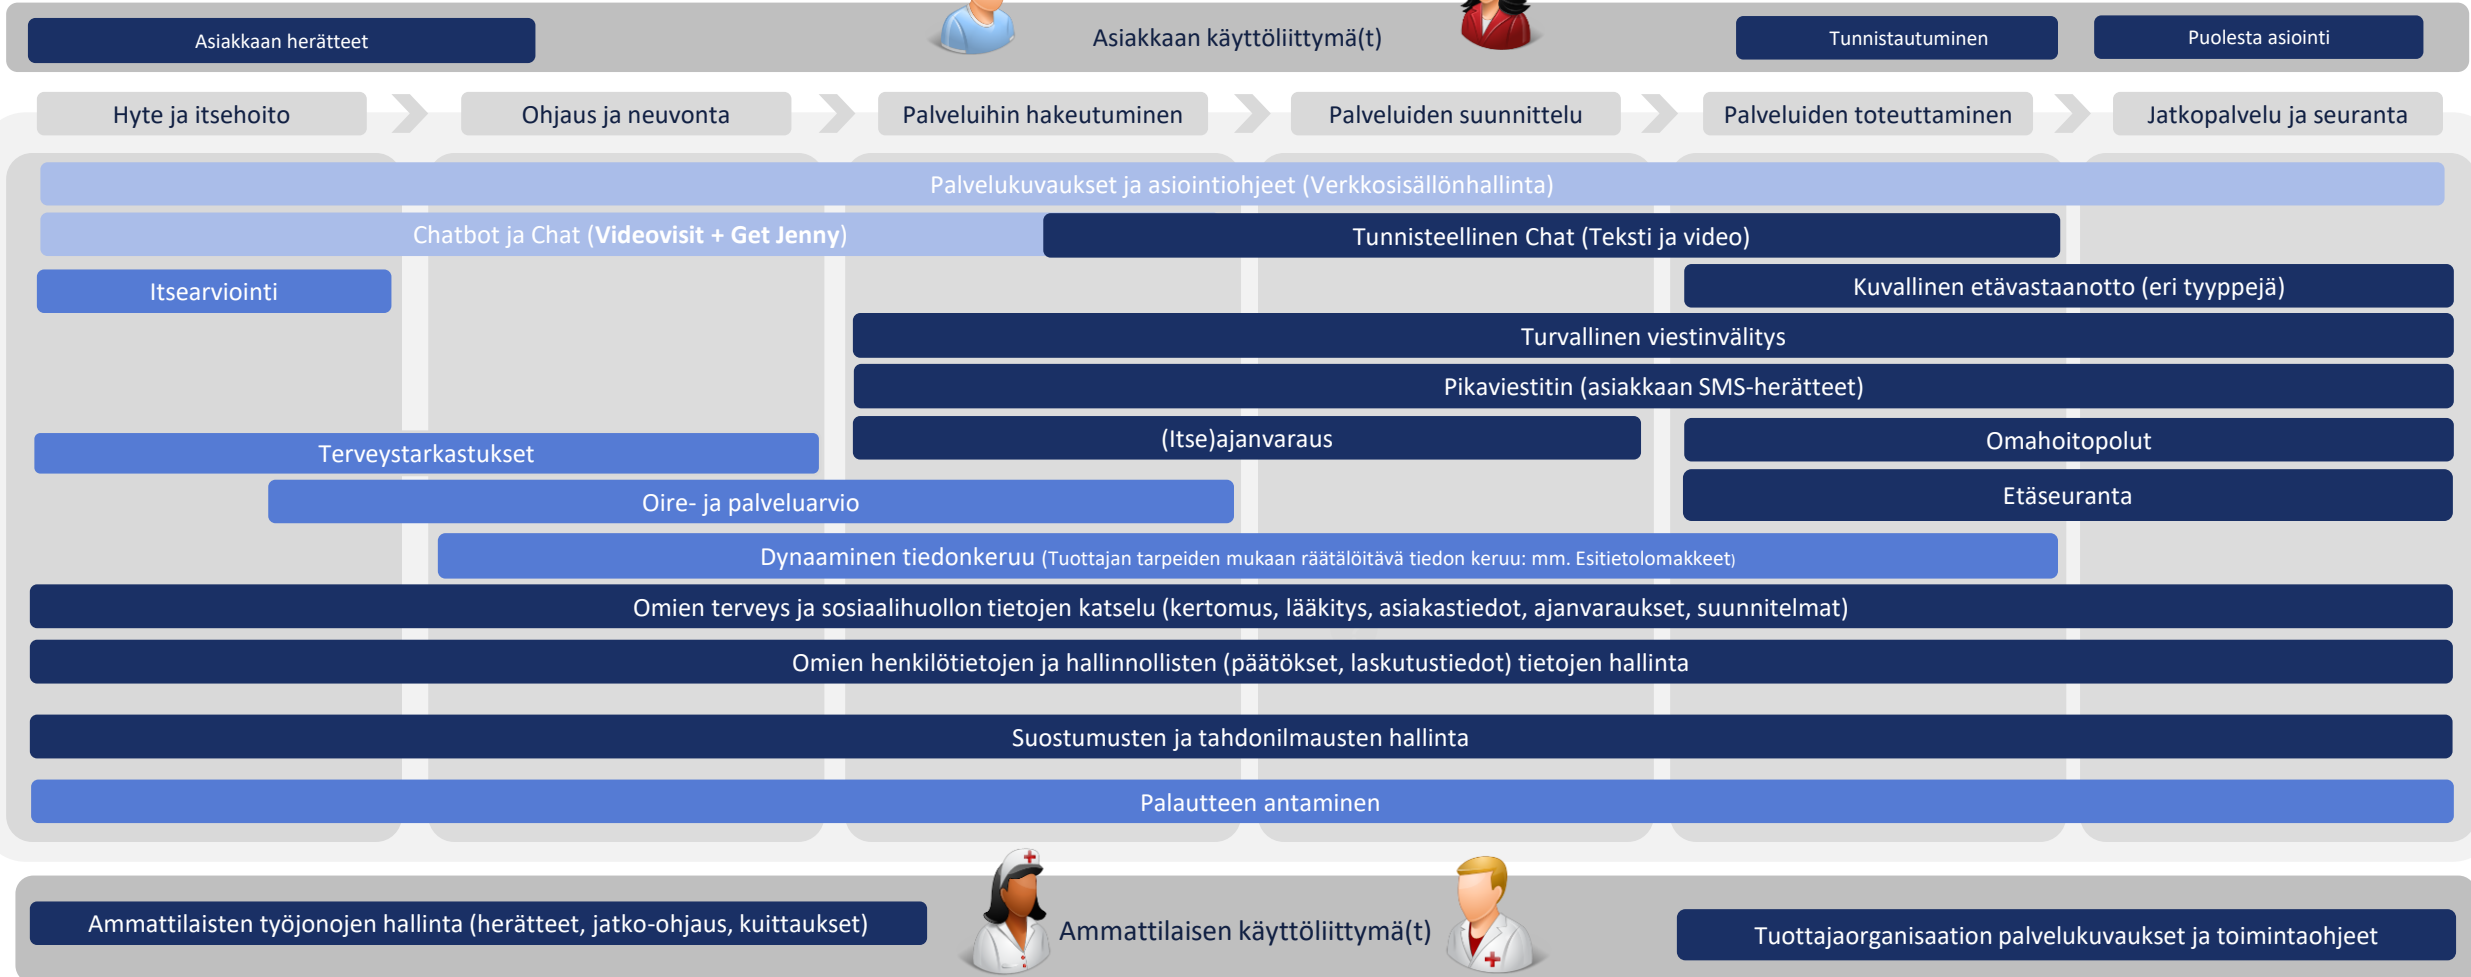 Asiakkaan herätteet
Asiakkaan käyttöliittymä(t)
Tunnistautuminen
Puolesta asiointi
Hyte ja itsehoito
Ohjaus ja neuvonta
Palveluihin hakeutuminen
Palveluiden suunnittelu
Palveluiden toteuttaminen
Jatkopalvelu ja seuranta
Palvelukuvaukset ja asiointiohjeet (Verkkosisällönhallinta)
Chatbot ja Chat (Videovisit + Get Jenny)
Tunnisteellinen Chat (Teksti ja video)
Itsearviointi
Kuvallinen etävastaanotto (eri tyyppejä)
Turvallinen viestinvälitys
Pikaviestitin (asiakkaan SMS-herätteet)
Terveystarkastukset
(Itse)ajanvaraus
Omahoitopolut
Oire- ja palveluarvio
Etäseuranta
Dynaaminen tiedonkeruu (Tuottajan tarpeiden mukaan räätälöitävä tiedon keruu: mm. Esitietolomakkeet)
Omien terveys ja sosiaalihuollon tietojen katselu (kertomus, lääkitys, asiakastiedot, ajanvaraukset, suunnitelmat)
Omien henkilötietojen ja hallinnollisten (päätökset, laskutustiedot) tietojen hallinta
Suostumusten ja tahdonilmausten hallinta
Palautteen antaminen
Ammattilaisten työjonojen hallinta (herätteet, jatko-ohjaus, kuittaukset)
Ammattilaisen käyttöliittymä(t)
Tuottajaorganisaation palvelukuvaukset ja toimintaohjeet